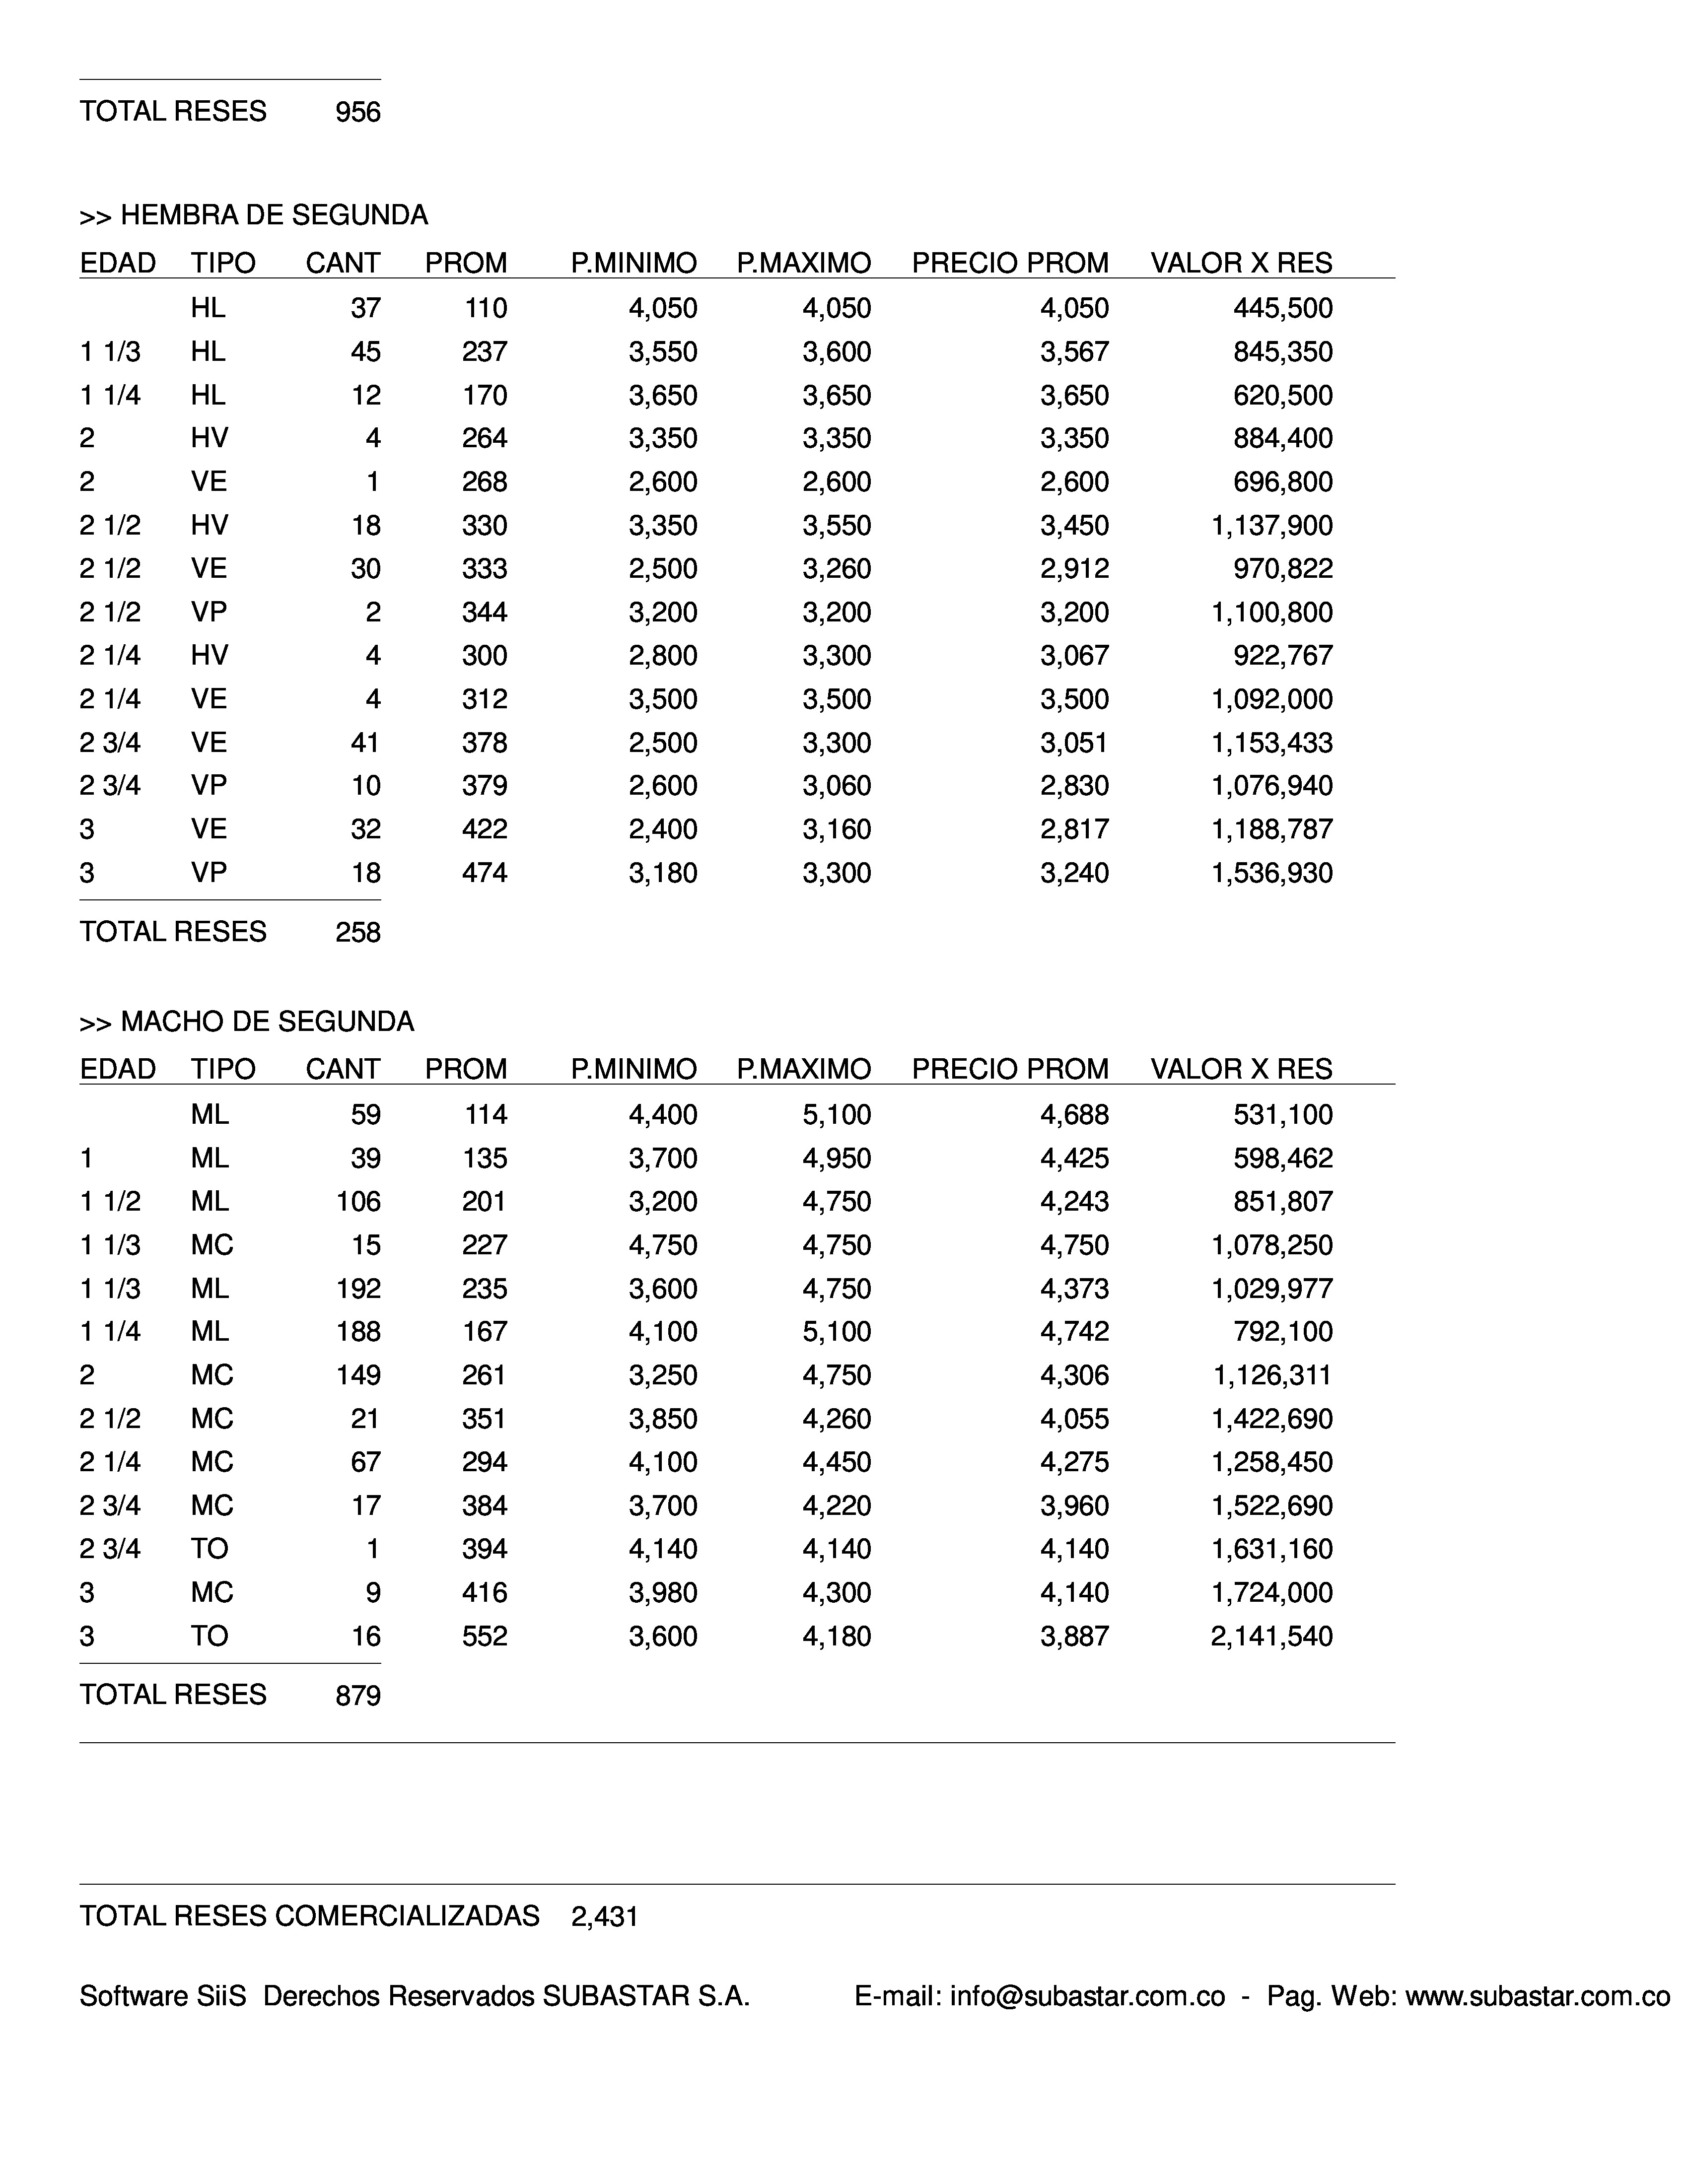 TOTAL RESES 956
>> HEMBRA DE SEGUNDA
EDAD TIPO CANT PROM P.MINIMO P.MAXIMO PRECIO PROM VALOR X RES
HL 37 110 4,050 4,050 4,050 445,500
1 1/3 HL 45 237 3,550 3,600 3,567 845,350
1 1/4 HL 12 170 3,650 3,650 3,650 620,500
2 HV 4 264 3,350 3,350 3,350 884,400
2 VE 1 268 2,600 2,600 2,600 696,800
2 1/2 HV 18 330 3,350 3,550 3,450 1,137,900
2 1/2 VE 30 333 2,500 3,260 2,912 970,822
2 1/2 VP 2 344 3,200 3,200 3,200 1,100,800
2 1/4 HV 4 300 2,800 3,300 3,067 922,767
2 1/4 VE 4 312 3,500 3,500 3,500 1,092,000
2 3/4 VE 41 378 2,500 3,300 3,051 1,153,433
2 3/4 VP 10 379 2,600 3,060 2,830 1,076,940
3 VE 32 422 2,400 3,160 2,817 1,188,787
3 VP 18 474 3,180 3,300 3,240 1,536,930
TOTAL RESES 258
>> MACHO DE SEGUNDA
EDAD TIPO CANT PROM P.MINIMO P.MAXIMO PRECIO PROM VALOR X RES
ML 59 114 4,400 5,100 4,688 531,100
1 ML 39 135 3,700 4,950 4,425 598,462
1 1/2 ML 106 201 3,200 4,750 4,243 851,807
1 1/3 MC 15 227 4,750 4,750 4,750 1,078,250
1 1/3 ML 192 235 3,600 4,750 4,373 1,029,977
1 1/4 ML 188 167 4,100 5,100 4,742 792,100
2 MC 149 261 3,250 4,750 4,306 1,126,311
2 1/2 MC 21 351 3,850 4,260 4,055 1,422,690
2 1/4 MC 67 294 4,100 4,450 4,275 1,258,450
2 3/4 MC 17 384 3,700 4,220 3,960 1,522,690
2 3/4 TO 1 394 4,140 4,140 4,140 1,631,160
3 MC 9 416 3,980 4,300 4,140 1,724,000
3 TO 16 552 3,600 4,180 3,887 2,141,540
TOTAL RESES 879
TOTAL RESES COMERCIALIZADAS 2,431
Software SiiS Derechos Reservados SUBASTAR S.A. E-mail: info@subastar.com.co - Pag. Web: www.subastar.com.co